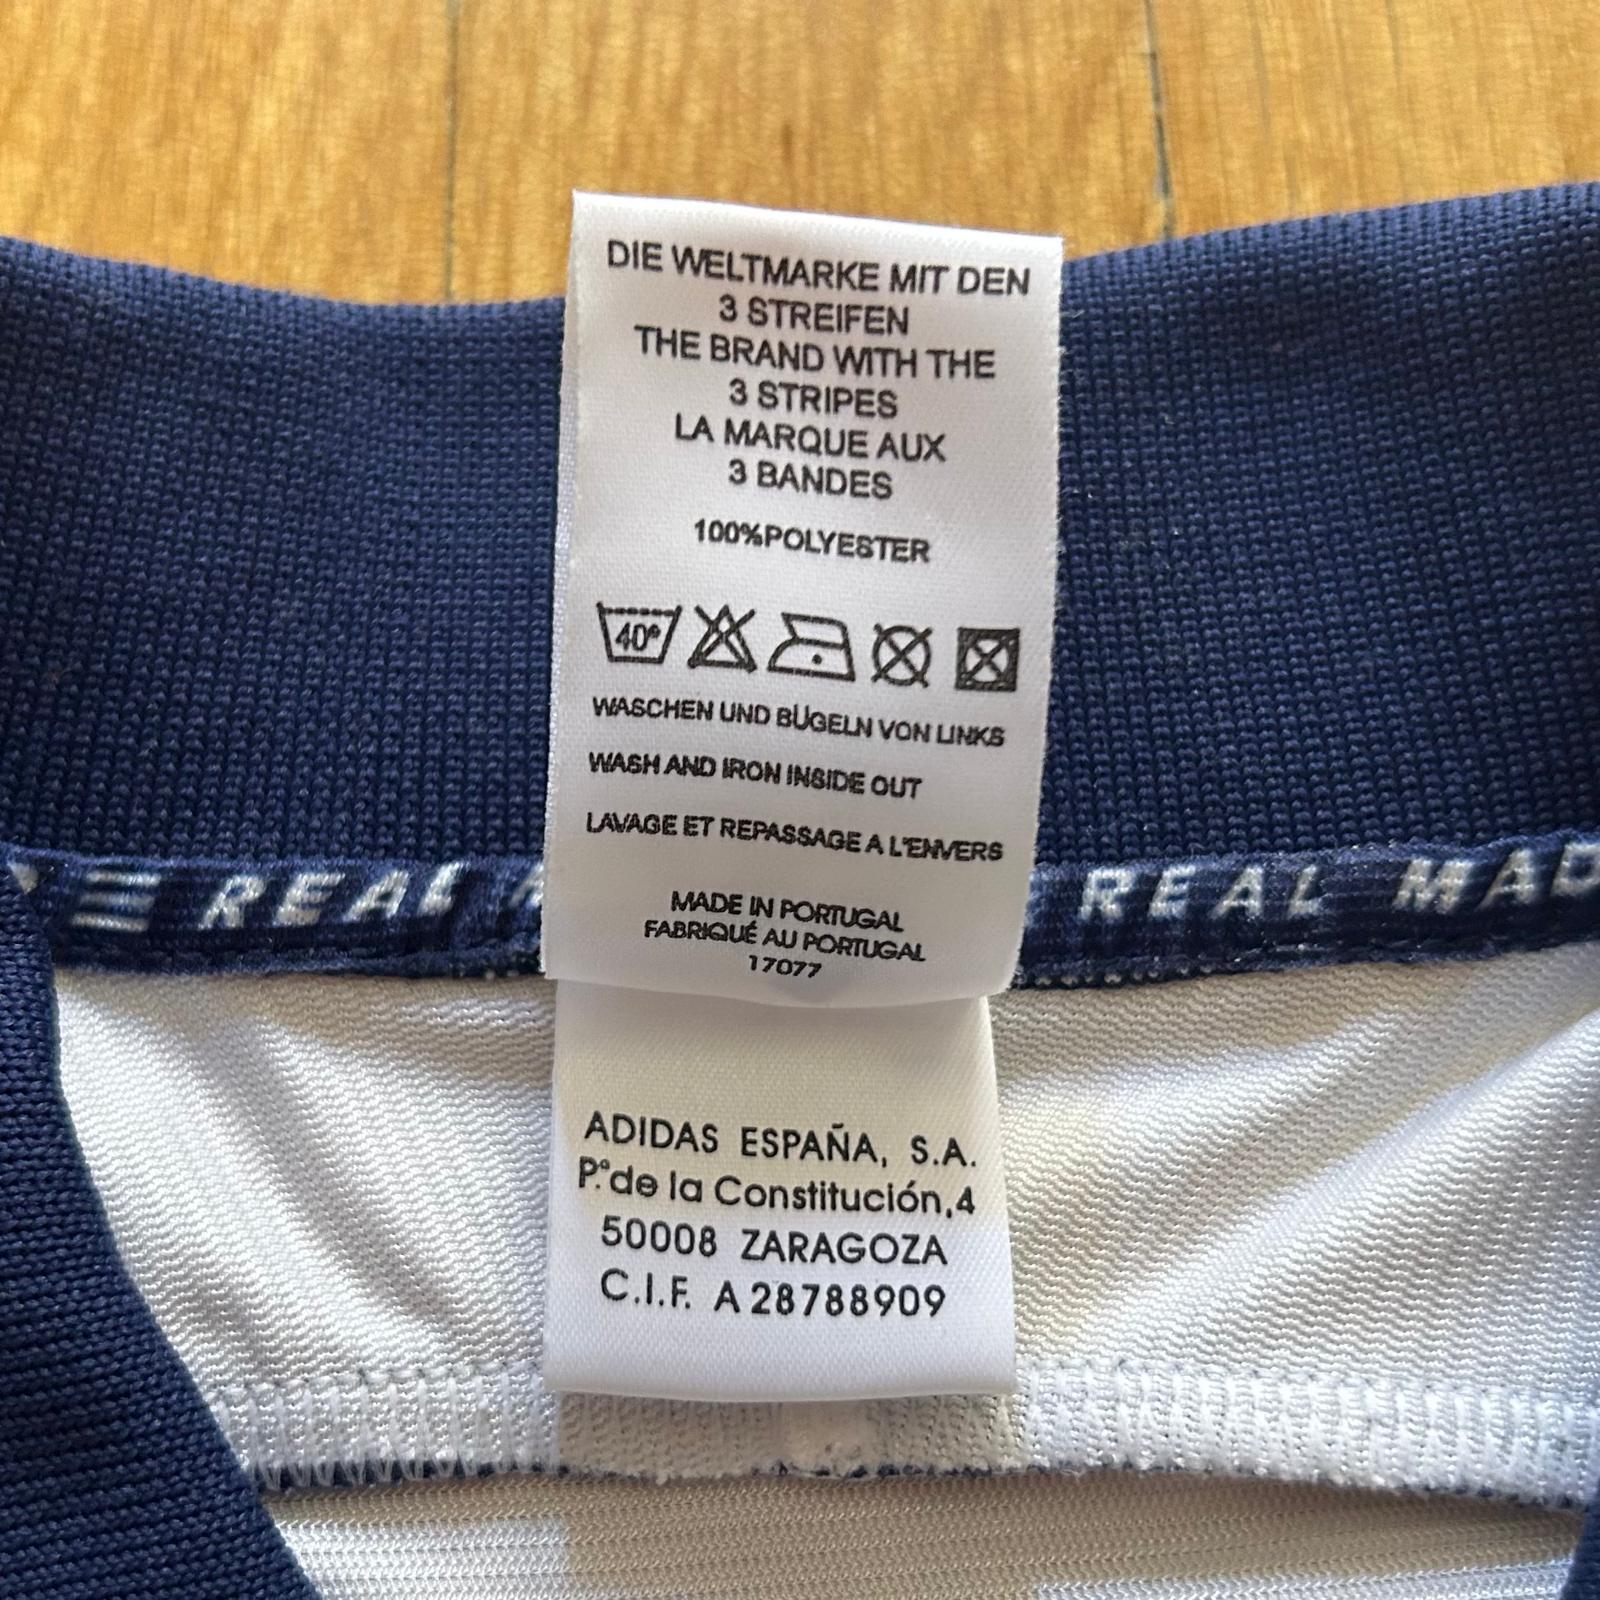 DIE WELTMARKE MIT DEN
3 STREIFEN
THE BRAND WITH THE
3 STRIPES
LA MARQUE AUX
3 BANDES
100%POLYESTER
40°
WASCHEN UND BÜGELN VON LINKS
WASH AND IRON INSIDE OUT
LAVAGE ET REPASSAGE A L'ENVERS
REAL
REAL MAD
MADE IN PORTUGAL
FABRIQUÉ AU PORTUGAL
17077
ADIDAS ESPAÑA, S.A.
P.º de la Constitución,4
50008 ZARAGOZA
C.I.F. A28788909